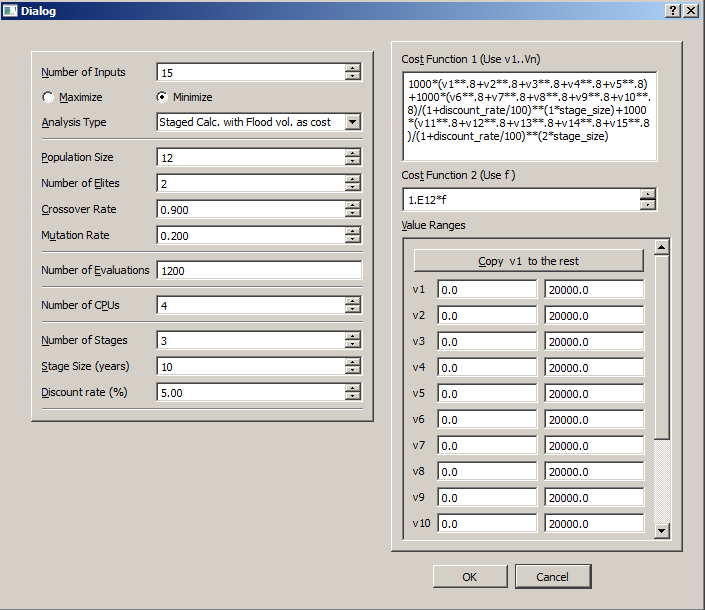 Dialog
Number of Inputs 15
Maximize Minimize
Analysis Type Staged Calc. with Flood vol. as cost
Population Size 12
Number of Elites 2
Crossover Rate 0.900
Mutation Rate 0.200
Number of Evaluations 1200
Number of CPUs 4
Number of Stages 3
Stage Size (years) 10
Discount rate (%) 5.00
Cost Function 1 (Use v1..Vn)
1000*(v1**.8+v2**.8+v3**.8+v4**.8+v5**.8)
+1000*(v6**.8+v7**.8+v8**.8+v9**.8+v10**.
8)/(1+discount_rate/100)**(1*stage_size)+1000
*(v11**.8+v12**.8+v13**.8+v14**.8+v15**.8
)/(1+discount_rate/100)**(2*stage_size)
Cost Function 2 (Use f )
1.E12*f
Value Ranges
Copy v1 to the rest
v1 0.0 20000.0
v2 0.0 20000.0
v3 0.0 20000.0
v4 0.0 20000.0
v5 0.0 20000.0
v6 0.0 20000.0
v7 0.0 20000.0
v8 0.0 20000.0
v9 0.0 20000.0
v10 0.0 20000.0
OK Cancel